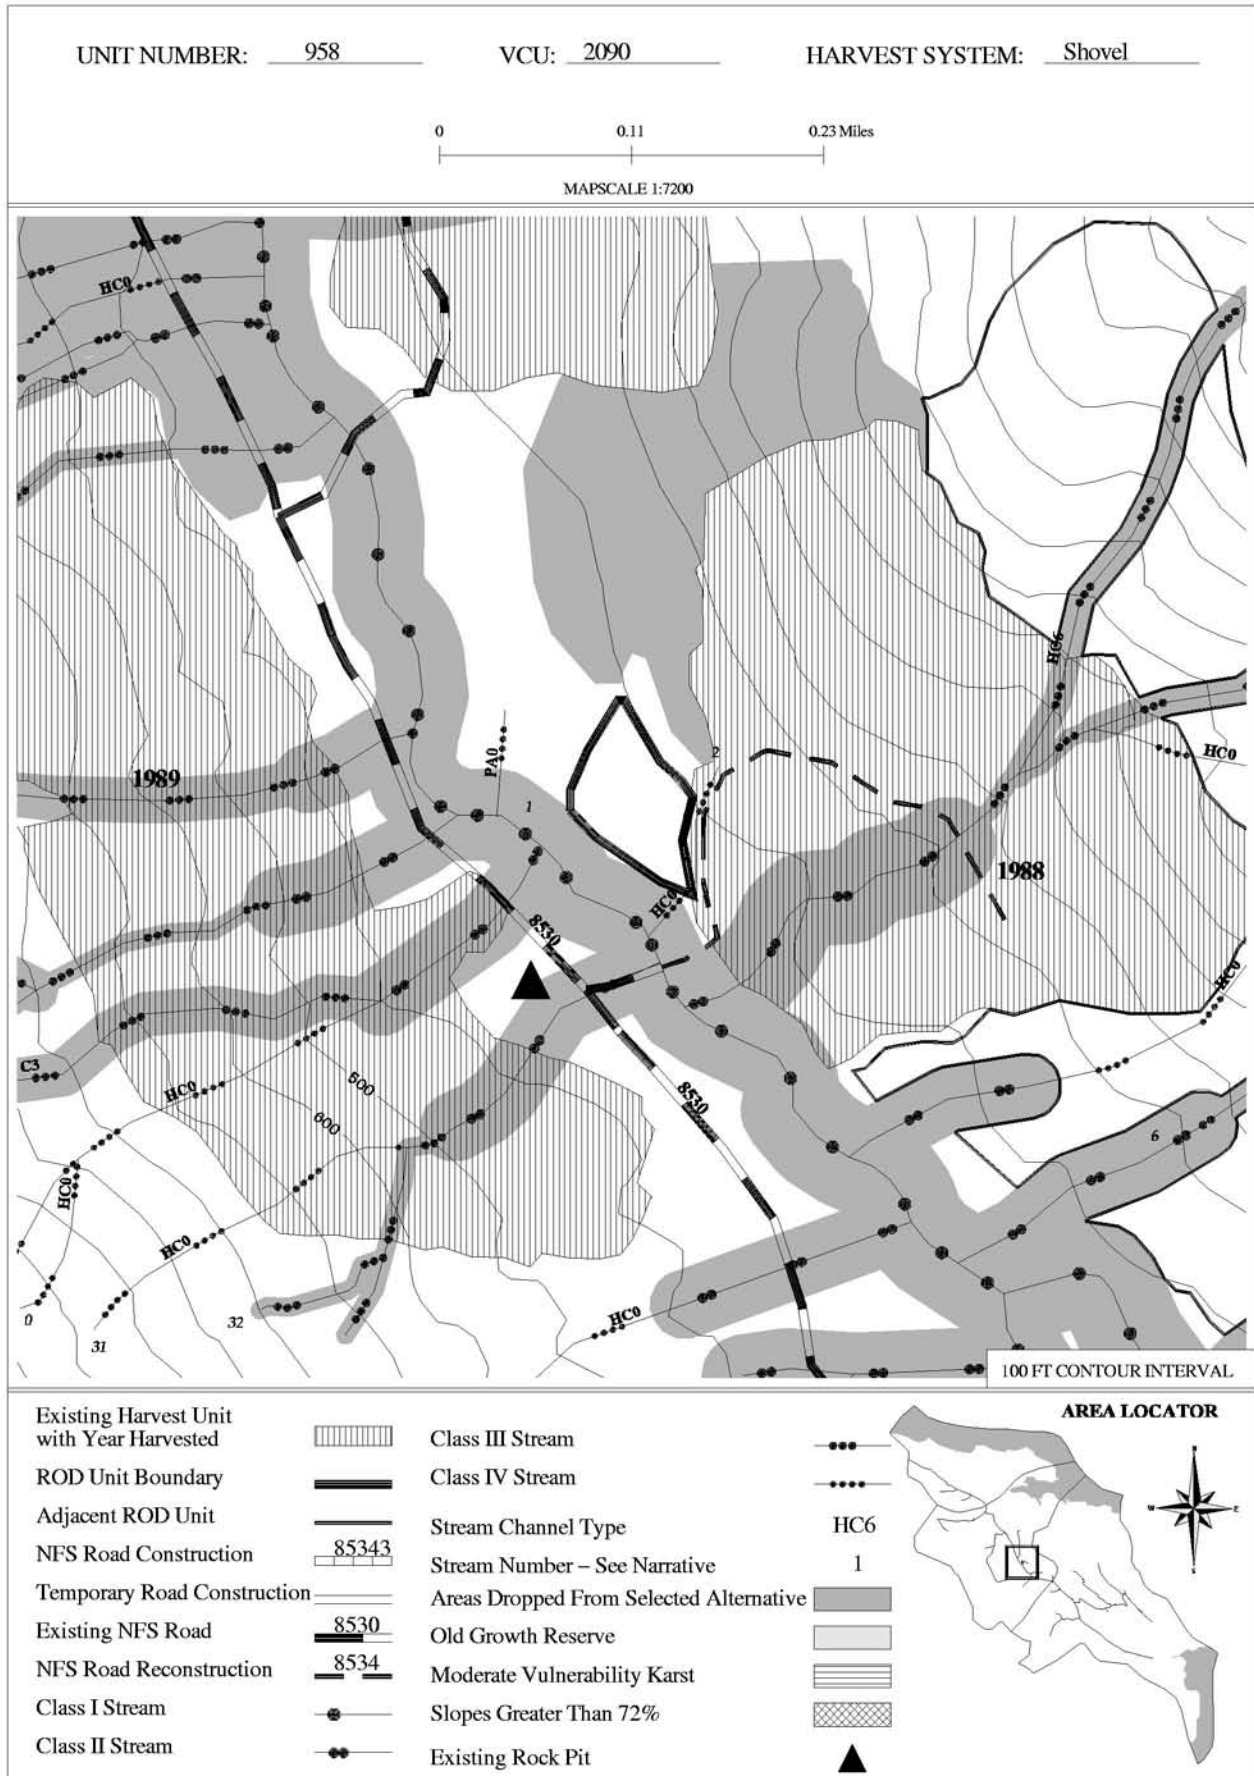 UNIT NUMBER: 958 VCU: 2090 HARVEST SYSTEM: Shovel
0 0.11 0.23 Miles
MAPSCALE 1:7200
HC0
HC6
2
PA0
HC0
1989
1
1988
HC0
8530
HC0
C3
HC0
500
8530
600
6
HC0
HC0
0
32
HC0
31
100 FT CONTOUR INTERVAL
Existing Harvest Unit
with Year Harvested
ROD Unit Boundary
Adjacent ROD Unit
NFS Road Construction 85343
Temporary Road Construction
Existing NFS Road 8530
NFS Road Reconstruction 8534
Class I Stream
Class II Stream
Class III Stream
Class IV Stream
Stream Channel Type HC6
Stream Number – See Narrative 1
Areas Dropped From Selected Alternative
Old Growth Reserve
Moderate Vulnerability Karst
Slopes Greater Than 72%
Existing Rock Pit
AREA LOCATOR
N
W E
S